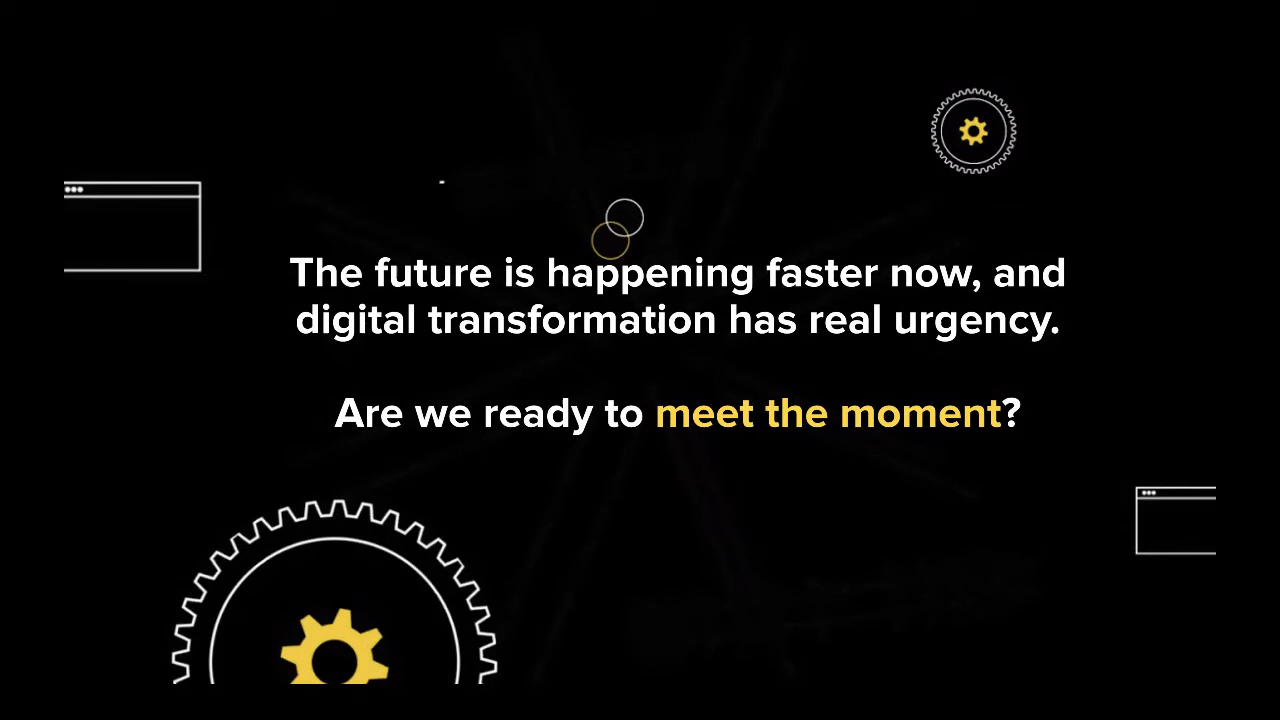 The future is happening faster now, and
digital transformation has real urgency.
Are we ready to meet the moment?